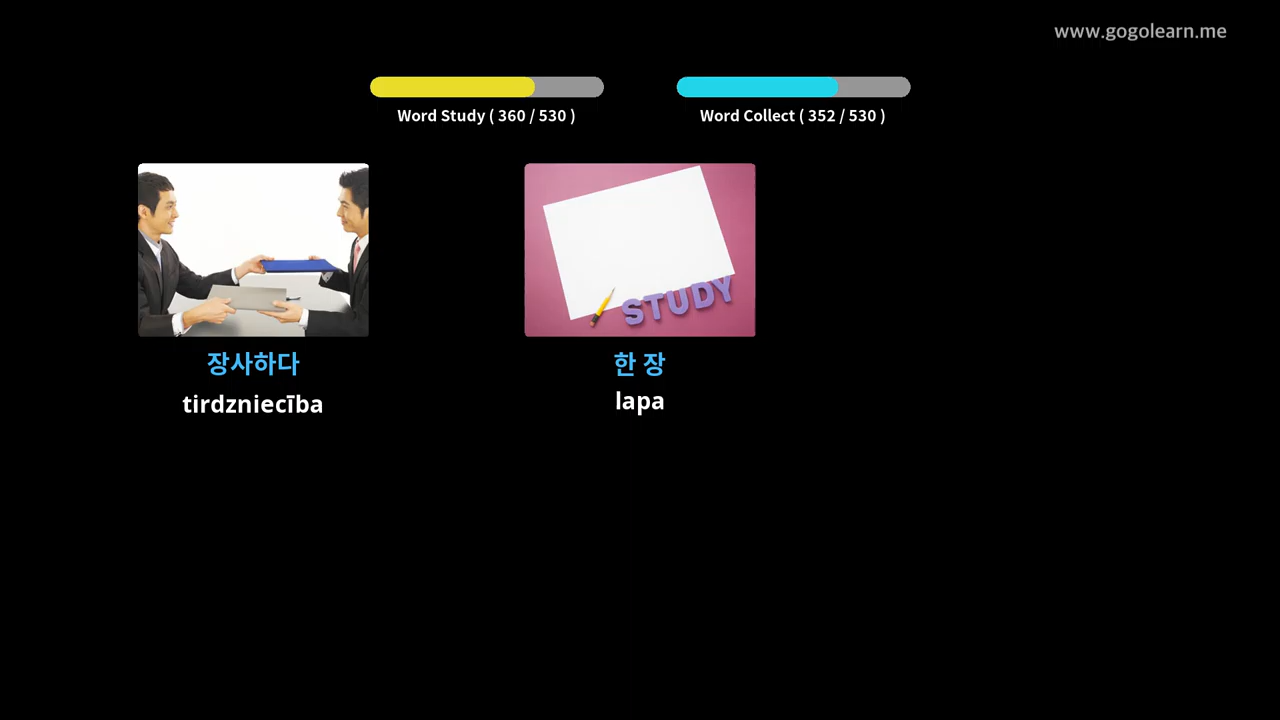 www.gogolearn.me
Word Study ( 360 / 530 )
Word Collect ( 352 / 530 )
STUDY
장사하다
한 장
tirdzniecība
lapa